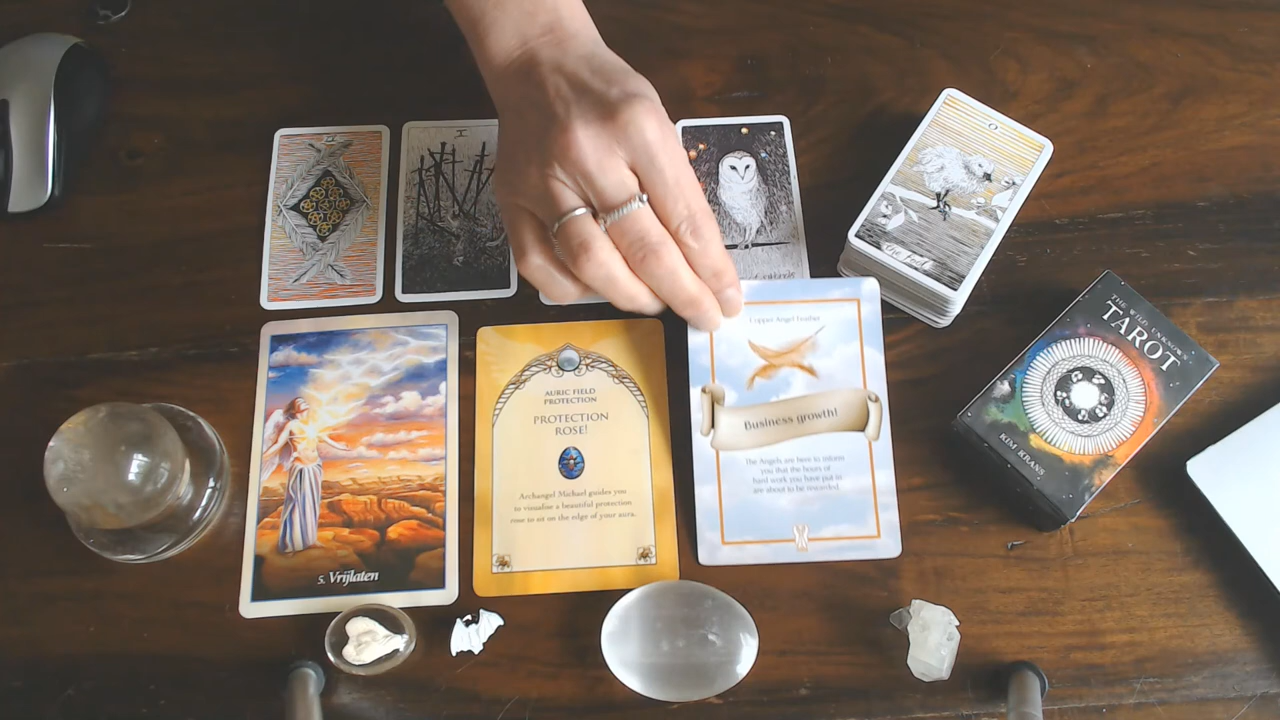 X
The Fool
THE WILD UNKNOWN
TAROT
KIM KRANS
5. Vrijlaten
AURIC FIELD
PROTECTION
PROTECTION
ROSE!
Archangel Michael guides you
to visualise a beautiful protection
rose to sit on the edge of your aura.
Copper Angel Feather
Business growth!
The Angels are here to inform
you that the hours of
hard work you have put in
are about to be rewarded.